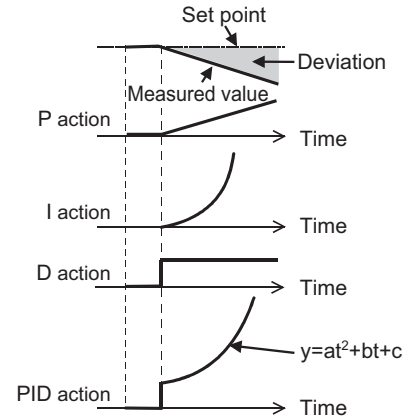 Set point
Deviation
Measured value
P action
Time
I action
Time
D action
Time
y=at²+bt+c
PID action
Time